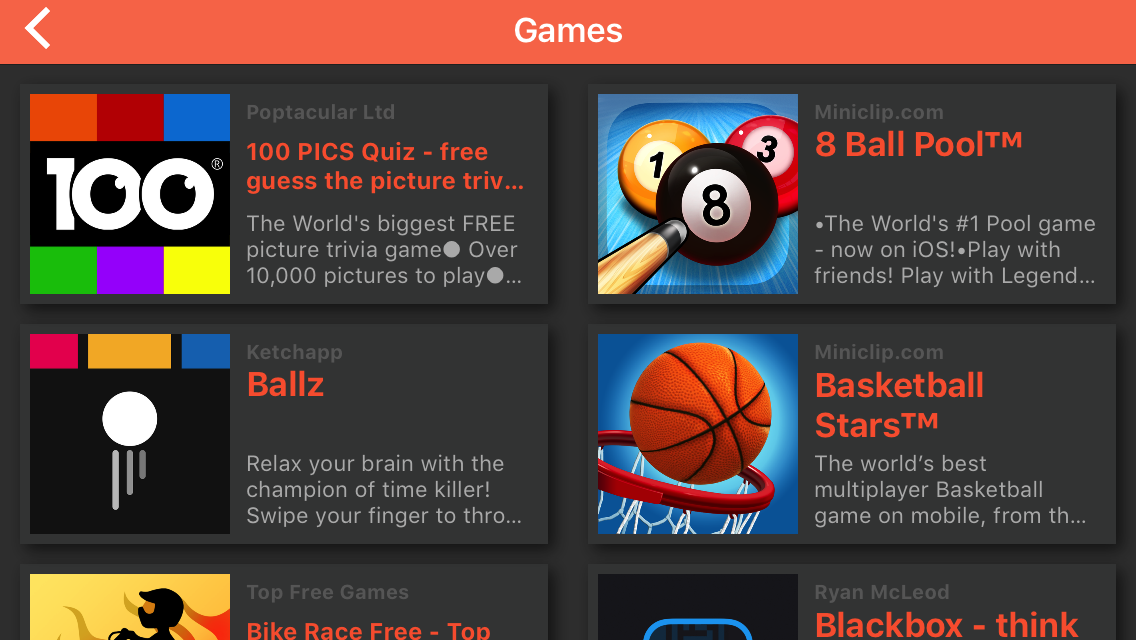 Games
Poptacular Ltd
100 PICS Quiz - free
guess the picture triv...
The World's biggest FREE
picture trivia game● Over
10,000 pictures to play●...
100®
Miniclip.com
8 Ball Pool™
•The World's #1 Pool game
- now on iOS!•Play with
friends! Play with Legend...
1
3
8
Ketchapp
Ballz
Relax your brain with the
champion of time killer!
Swipe your finger to thro...
Miniclip.com
Basketball
Stars™
The world’s best
multiplayer Basketball
game on mobile, from th...
Top Free Games
Bike Race Free - Top
Ryan McLeod
Blackbox - think